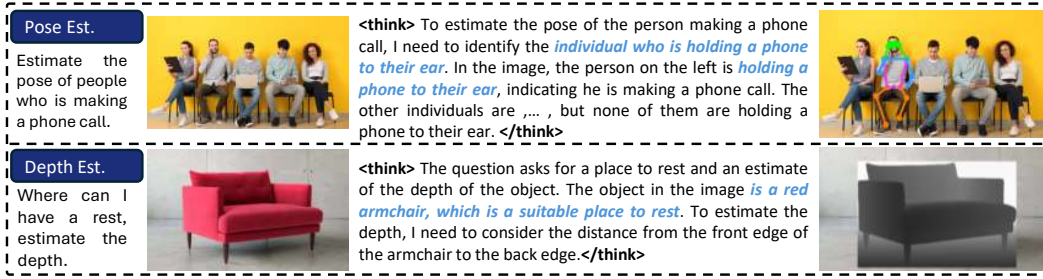 Pose Est.
Estimate the
pose of people
who is making
a phone call.
<think> To estimate the pose of the person making a phone
call, I need to identify the individual who is holding a phone
to their ear. In the image, the person on the left is holding a
phone to their ear, indicating he is making a phone call. The
other individuals are ,... , but none of them are holding a
phone to their ear. </think>
Depth Est.
Where can I
have a rest,
estimate the
depth.
<think> The question asks for a place to rest and an estimate
of the depth of the object. The object in the image is a red
armchair, which is a suitable place to rest. To estimate the
depth, I need to consider the distance from the front edge of
the armchair to the back edge.</think>